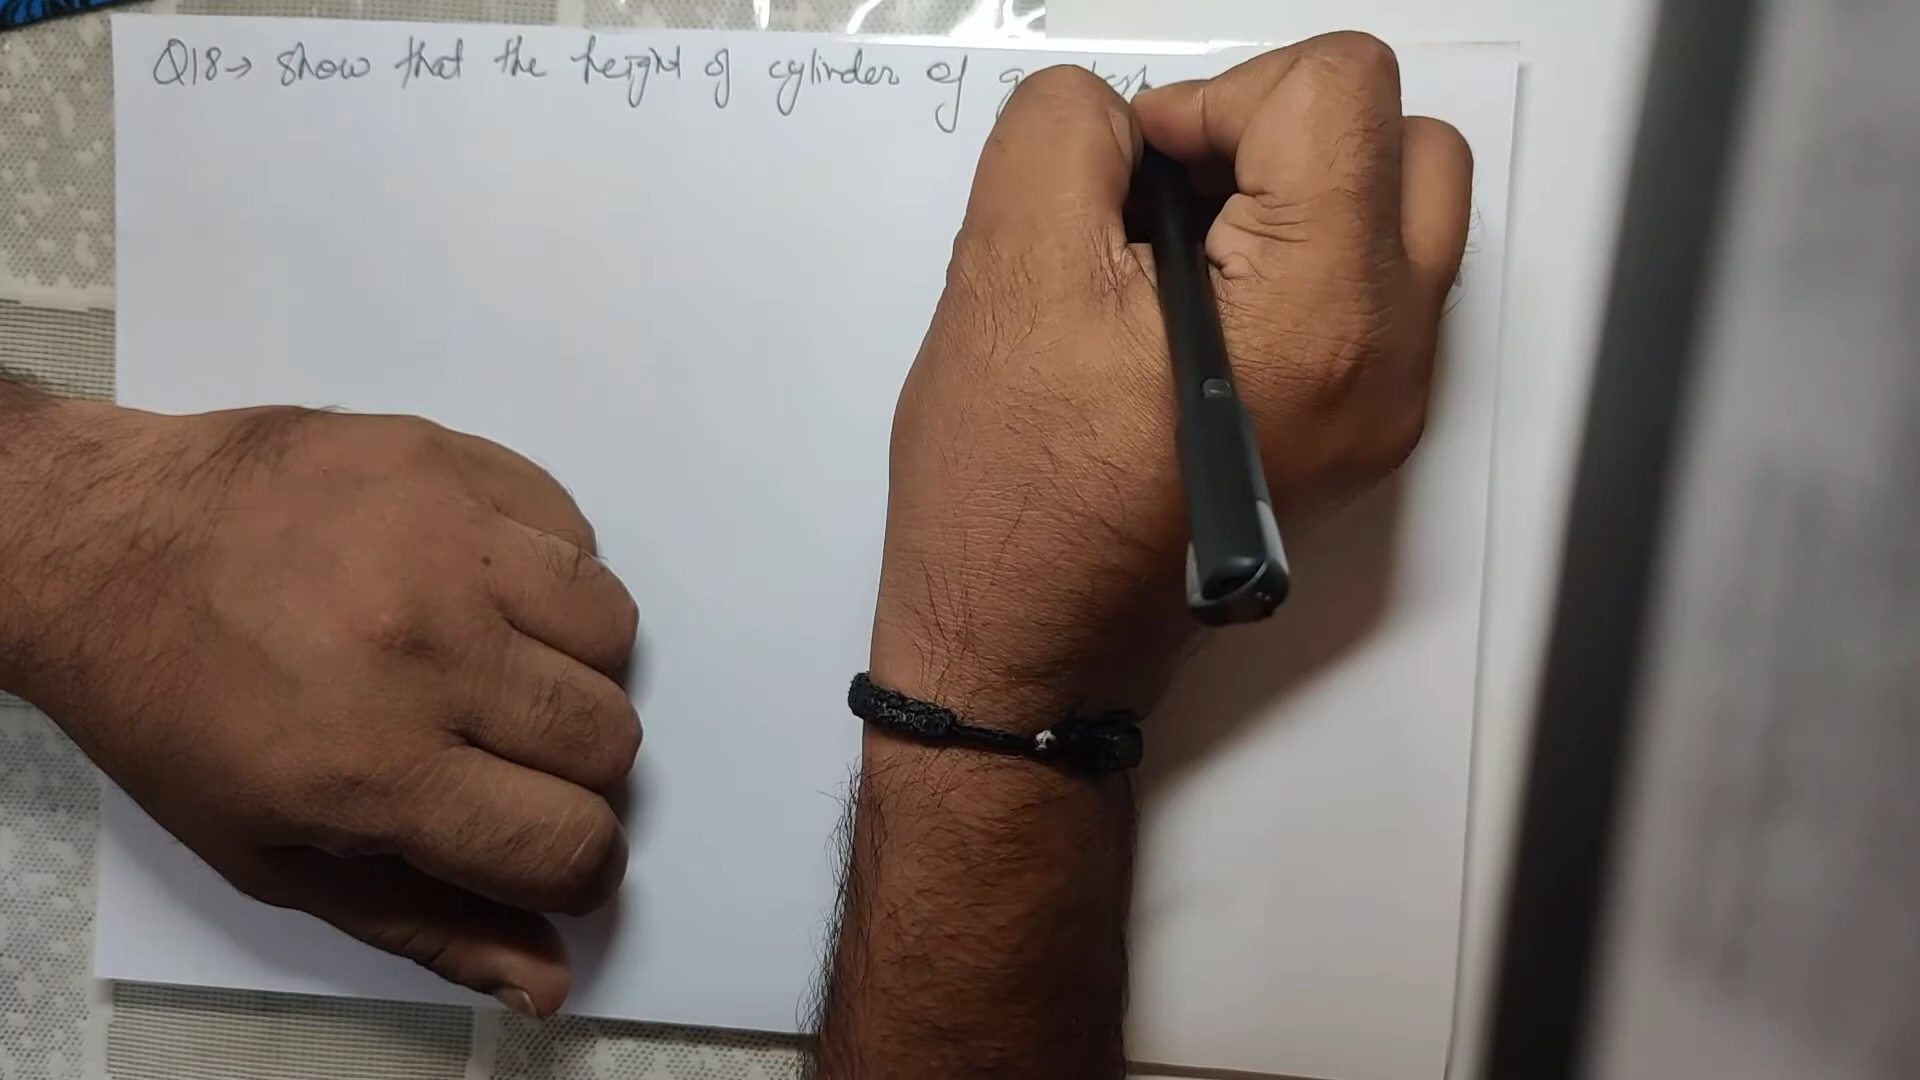 Q18→ Show that the height of cylinder of